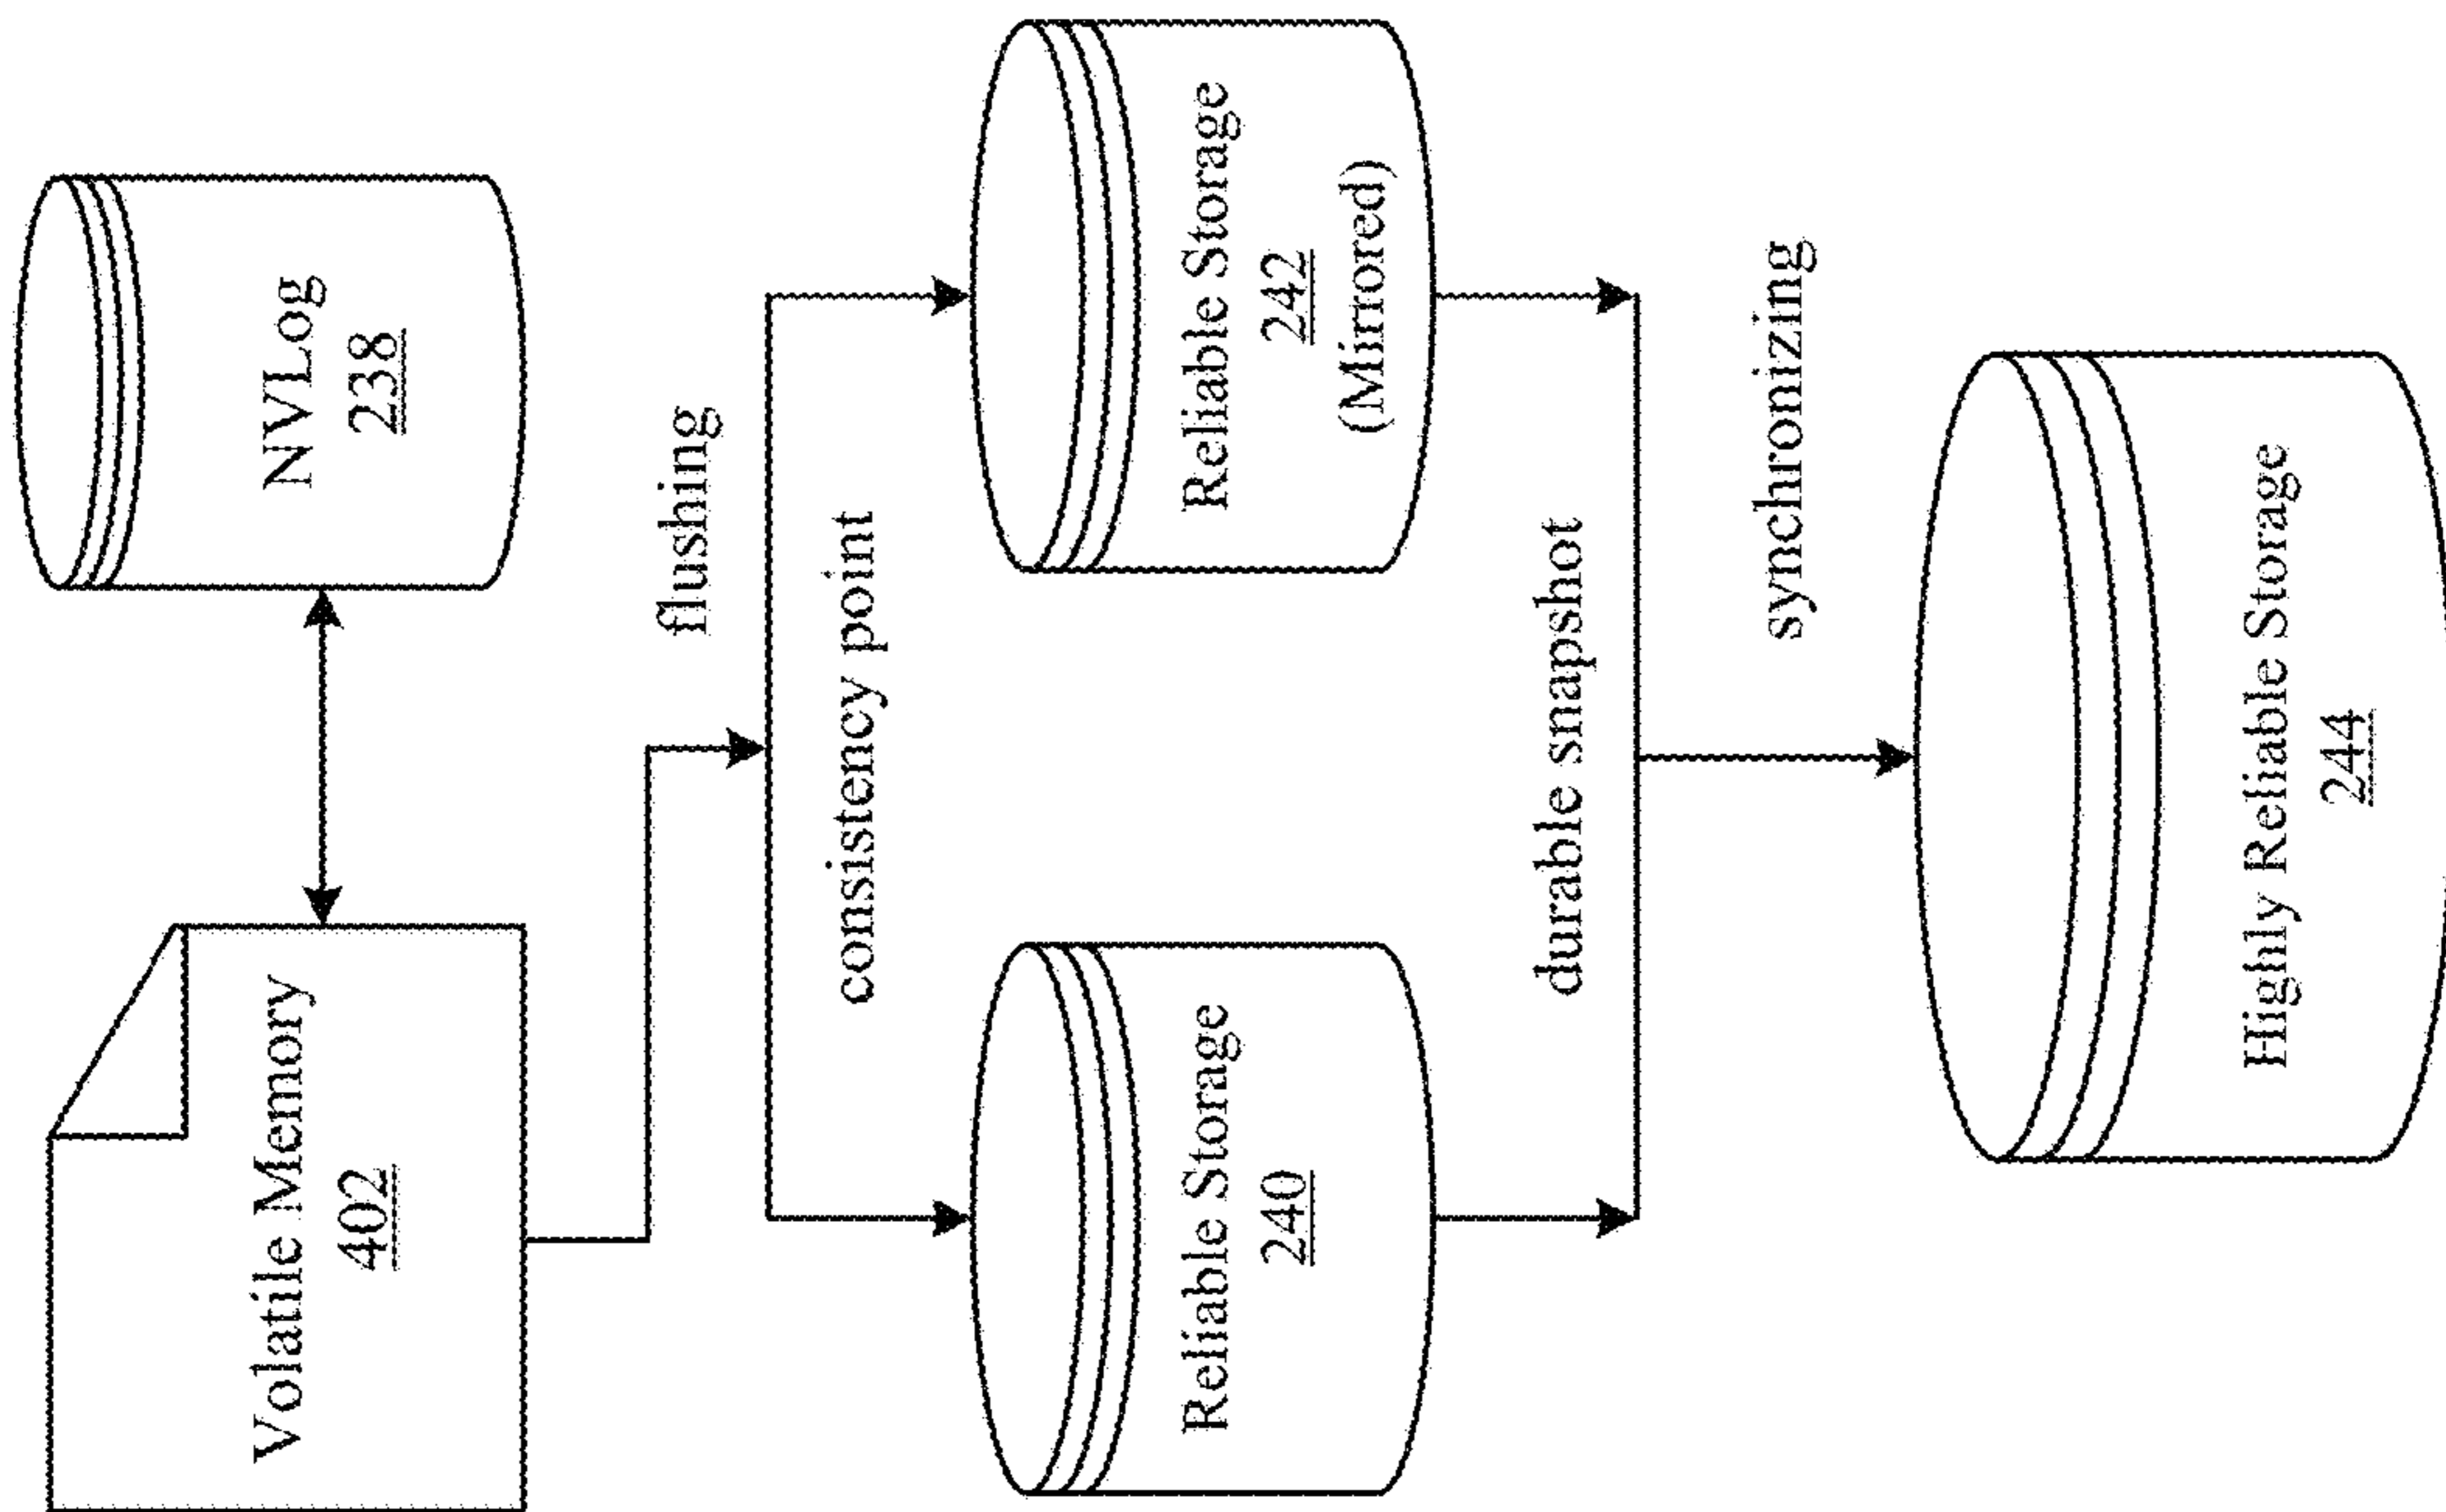 Volatile Memory
402
NVLog
238
flushing
consistency point
Reliable Storage
240
Reliable Storage
242
(Mirrored)
durable snapshot
synchronizing
Highly Reliable Storage
244